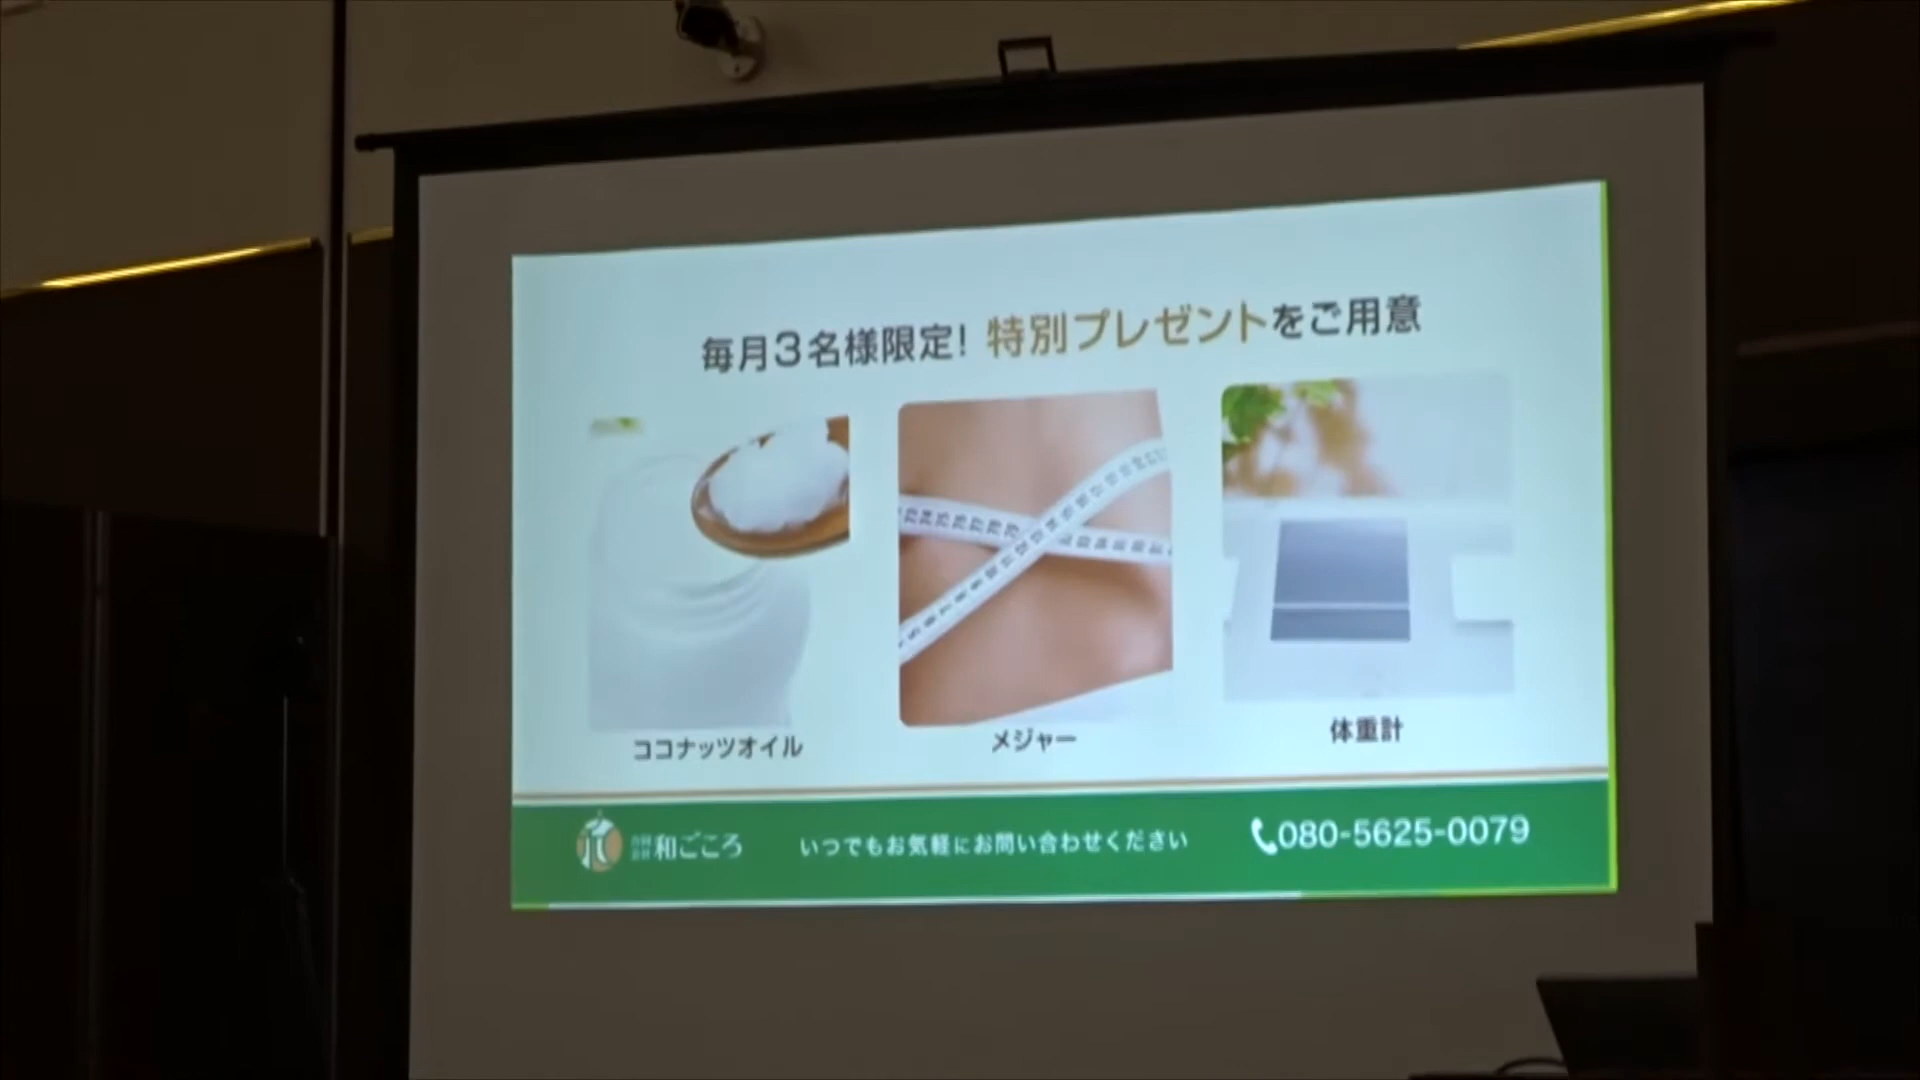 毎月3名様限定! 特別プレゼントをご用意
ココナッツオイル
メジャー
体重計
和ごころ
いつでもお気軽にお問い合わせください
080-5625-0079